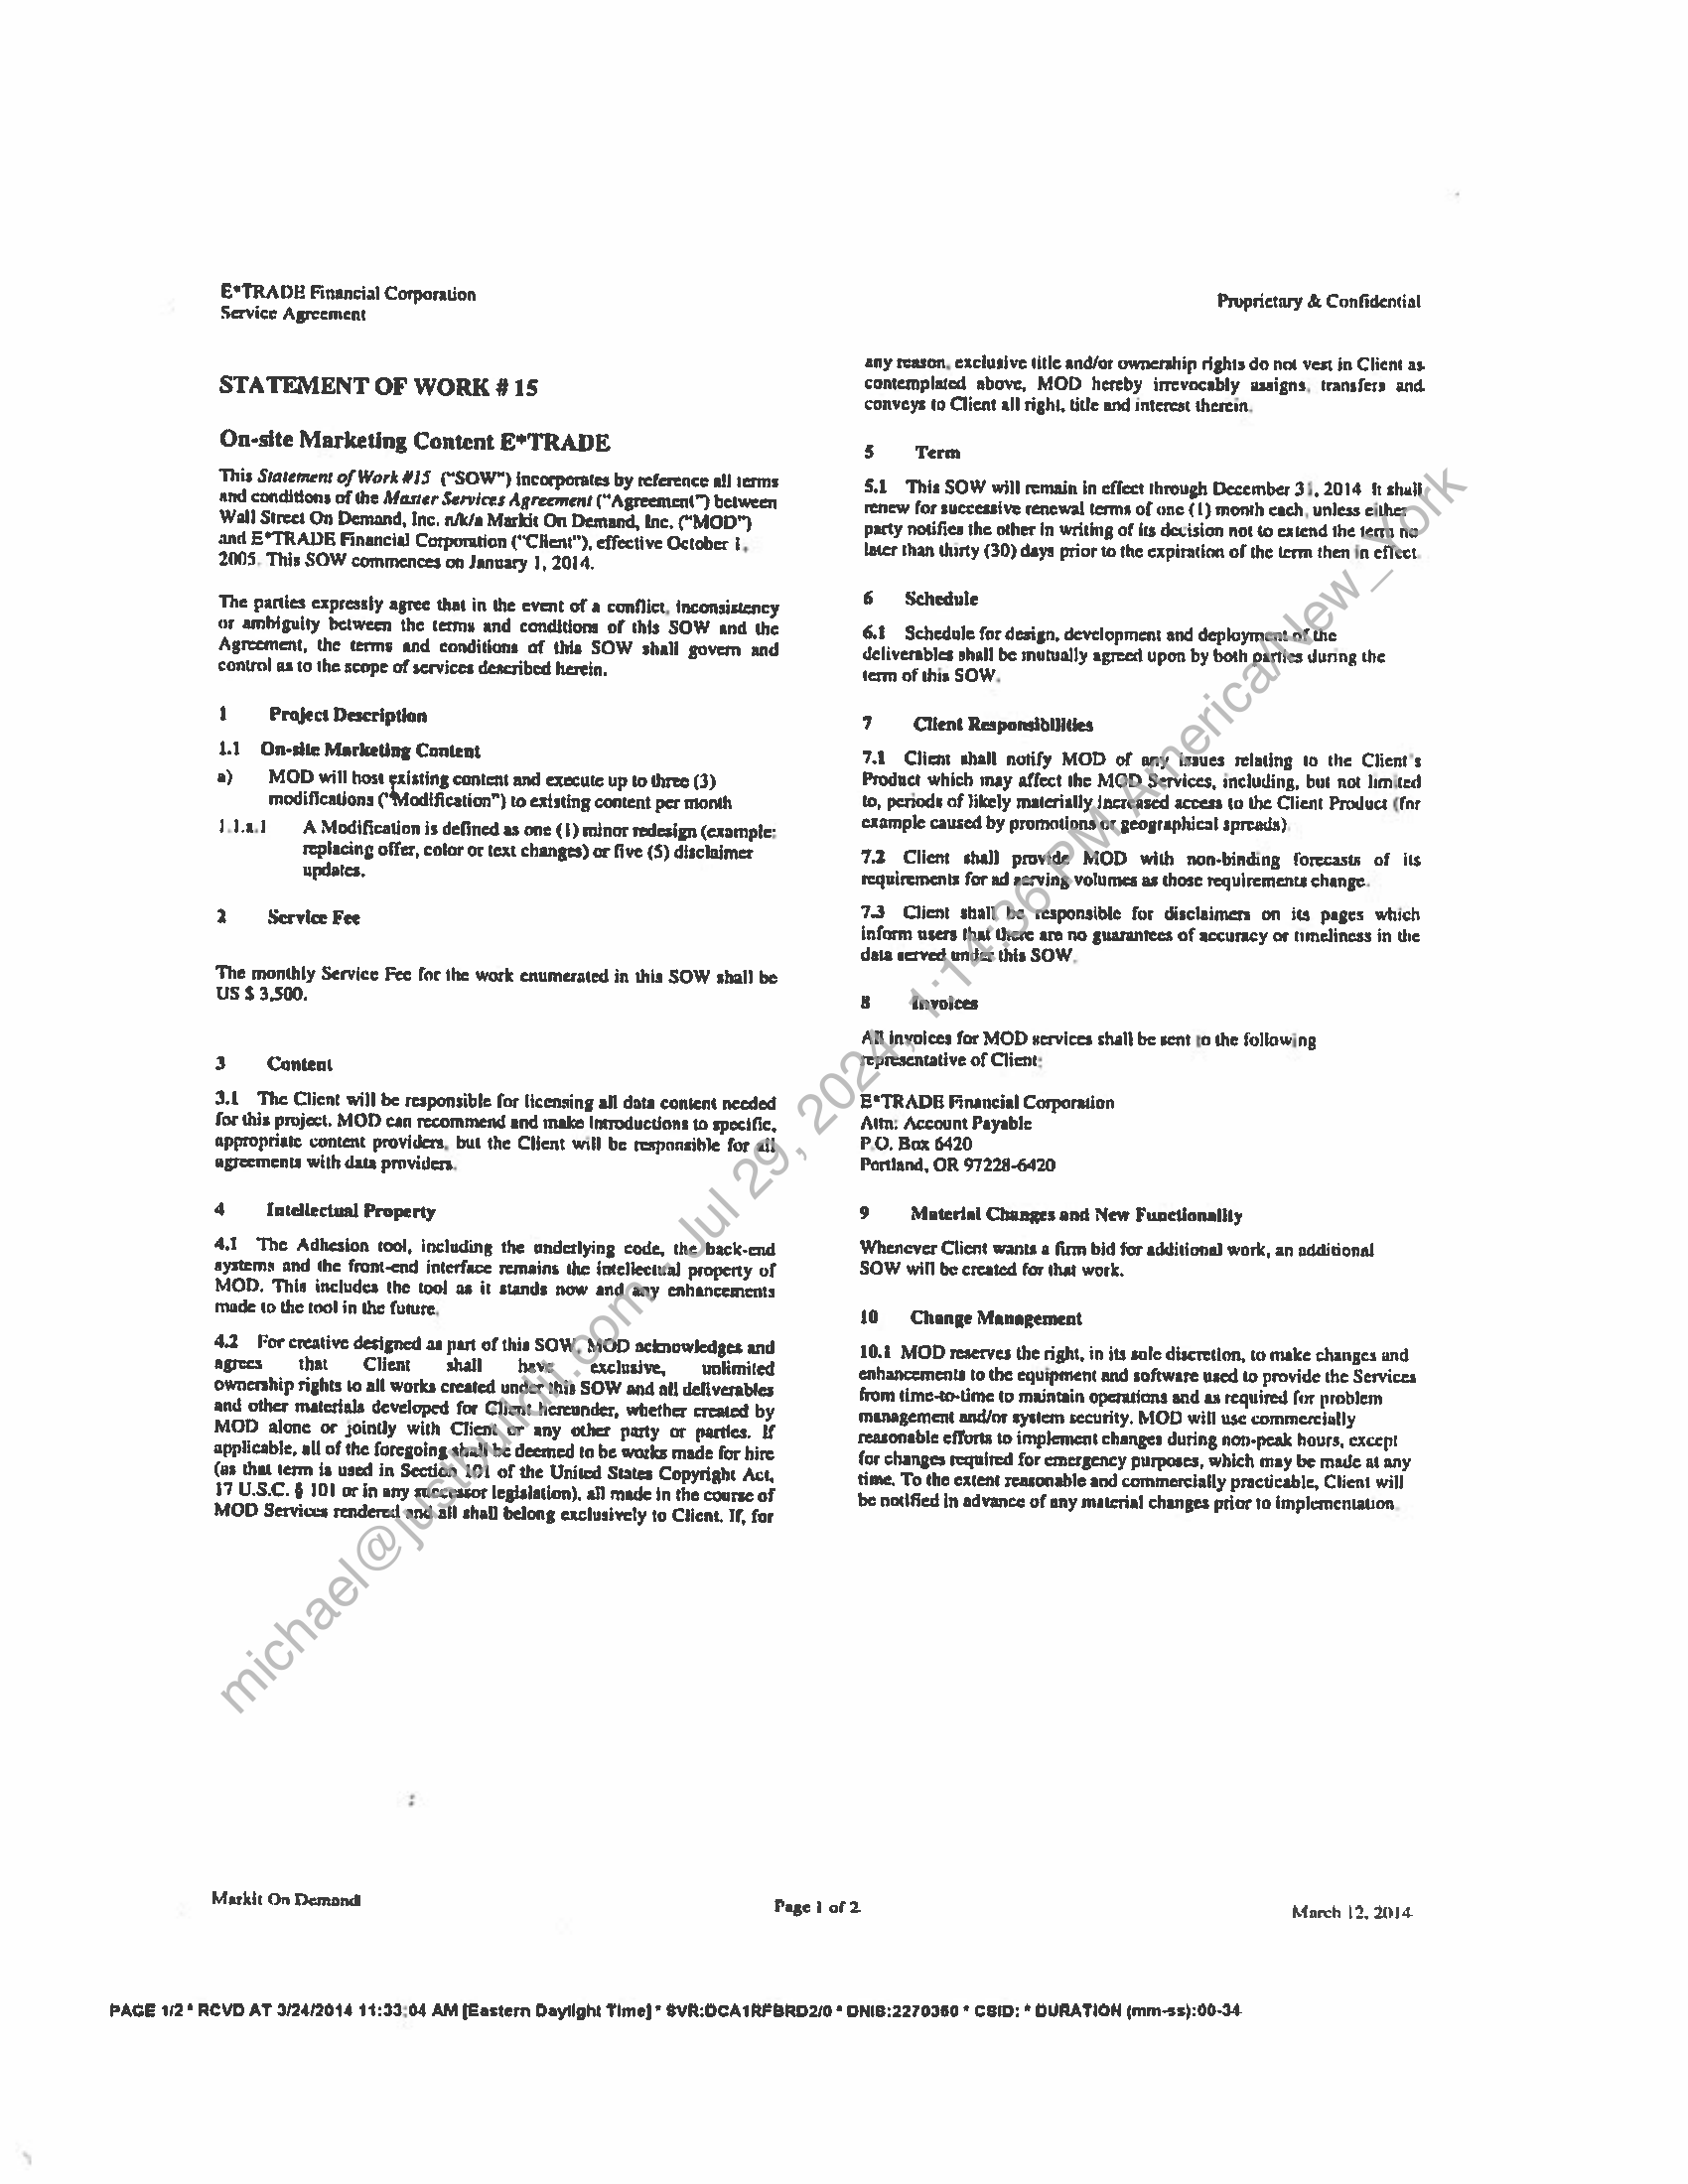 E*TRADE Financial Corporation
Service Agreement
Proprietary & Confidential
STATEMENT OF WORK # 15
On-site Marketing Content E*TRADE
This Statement of Work #15 ("SOW") incorporates by reference all terms
and conditions of the Master Services Agreement ("Agreement") between
Wall Street On Demand, Inc. n/k/a Markit On Demand, Inc. ("MOD")
and E*TRADE Financial Corporation ("Client"), effective October 1,
2005. This SOW commences on January 1, 2014.
The parties expressly agree that in the event of a conflict, inconsistency
or ambiguity between the terms and conditions of this SOW and the
Agreement, the terms and conditions of this SOW shall govern and
control as to the scope of services described herein.
1 Project Description
1.1 On-site Marketing Content
a) MOD will host existing content and execute up to three (3)
modifications ("Modification") to existing content per month
1.1.a.1 A Modification is defined as one (1) minor redesign (example:
replacing offer, color or text changes) or five (5) disclaimer
updates.
2 Service Fee
The monthly Service Fee for the work enumerated in this SOW shall be
US $ 3,500.
3 Content
3.1 The Client will be responsible for licensing all data content needed
for this project. MOD can recommend and make Introductions to specific,
appropriate content providers, but the Client will be responsible for all
agreements with data providers.
4 Intellectual Property
4.1 The Adhesion tool, including the underlying code, the back-end
systems and the front-end interface remains the intellectual property of
MOD. This includes the tool as it stands now and any enhancements
made to the tool in the future.
4.2 For creative designed as part of this SOW, MOD acknowledges and
agrees that Client shall have exclusive, unlimited
ownership rights to all works created under this SOW and all deliverables
and other materials developed for Client hereunder, whether created by
MOD alone or jointly with Client or any other party or parties. If
applicable, all of the foregoing shall be deemed to be works made for hire
(as that term is used in Section 101 of the United States Copyright Act,
17 U.S.C. § 101 or in any successor legislation), all made in the course of
MOD Services rendered and all shall belong exclusively to Client. If, for
any reason, exclusive title and/or ownership rights do not vest in Client as
contemplated above, MOD hereby irrevocably assigns, transfers and
conveys to Client all right, title and interest therein.
5 Term
5.1 This SOW will remain in effect through December 31, 2014 It shall
renew for successive renewal terms of one (1) month each, unless either
party notifies the other in writing of its decision not to extend the term no
later than thirty (30) days prior to the expiration of the term then in effect
6 Schedule
6.1 Schedule for design, development and deployment of the
deliverables shall be mutually agreed upon by both parties during the
term of this SOW.
7 Client Responsibilities
7.1 Client shall notify MOD of any issues relating to the Client's
Product which may affect the MOD Services, including, but not limited
to, periods of likely materially increased access to the Client Product (for
example caused by promotions or geographical spreads).
7.2 Client shall provide MOD with non-binding forecasts of its
requirements for ad serving volumes as those requirements change.
7.3 Client shall be responsible for disclaimers on its pages which
inform users that there are no guarantees of accuracy or timeliness in the
data served under this SOW.
8 Invoices
All invoices for MOD services shall be sent to the following
representative of Client:
E*TRADE Financial Corporation
Attn: Account Payable
P.O. Box 6420
Portland, OR 97228-6420
9 Material Changes and New Functionality
Whenever Client wants a firm bid for additional work, an additional
SOW will be created for that work.
10 Change Management
10.1 MOD reserves the right, in its sole discretion, to make changes and
enhancements to the equipment and software used to provide the Services
from time-to-time to maintain operations and as required for problem
management and/or system security. MOD will use commercially
reasonable efforts to implement changes during non-peak hours, except
for changes required for emergency purposes, which may be made at any
time. To the extent reasonable and commercially practicable, Client will
be notified in advance of any material changes prior to implementation
michael@justbuildit.com - Jul 29, 2024, 1:14:36 PM America/New_York
Markit On Demand
Page 1 of 2
March 12, 2014
PAGE 1/2 * RCVD AT 3/24/2014 11:33:04 AM [Eastern Daylight Time] * SVR:OCA1RFBRD2/0 * DNIS:2270360 * CSID: * DURATION (mm-ss):00-34